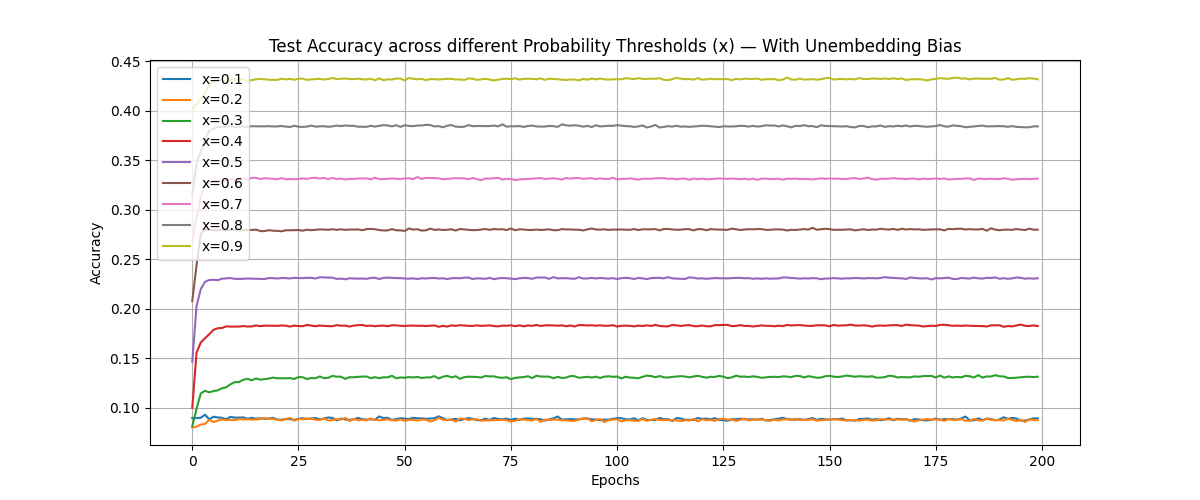 Test Accuracy across different Probability Thresholds (x) — With Unembedding Bias
Accuracy
0.45
0.40
0.35
0.30
0.25
0.20
0.15
0.10
x=0.1
x=0.2
x=0.3
x=0.4
x=0.5
x=0.6
x=0.7
x=0.8
x=0.9
0 25 50 75 100 125 150 175 200
Epochs